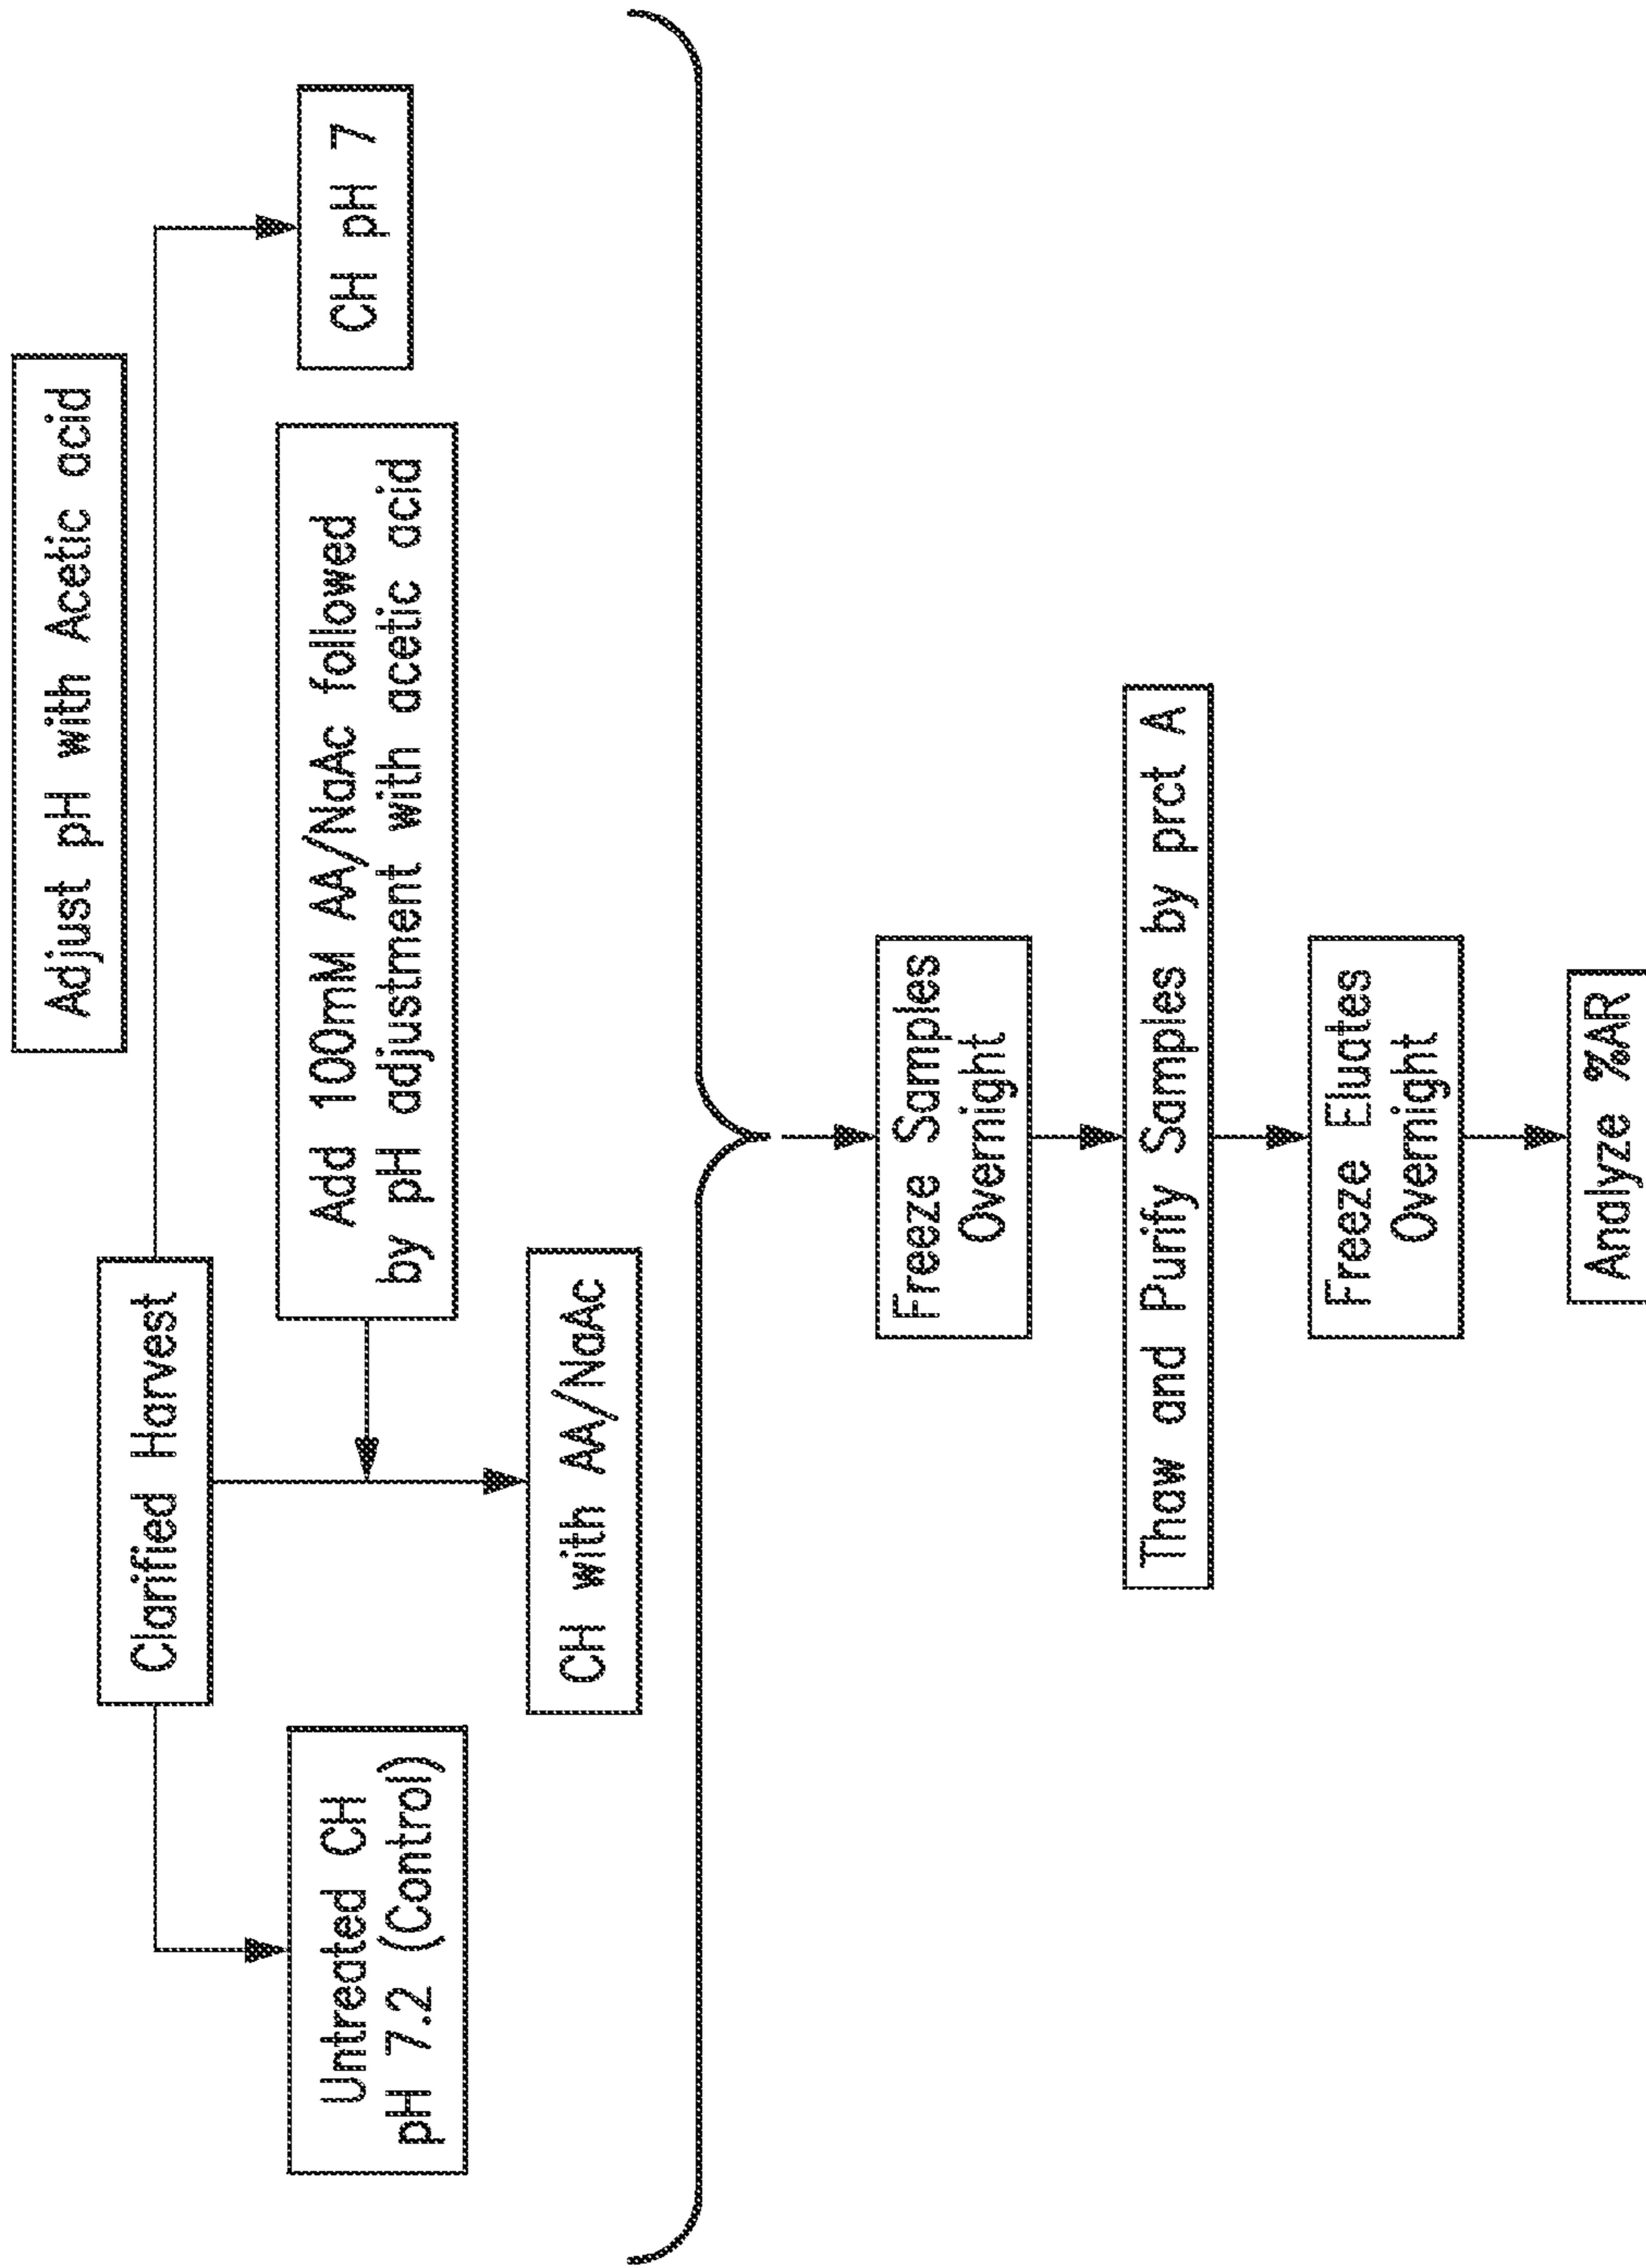 Adjust pH with Acetic acid
Clarified Harvest
Untreated CH
pH 7.2 (Control)
Add 100mM AA/NaAc followed
by pH adjustment with acetic acid
CH pH 7
CH with AA/NaAc
Freeze Samples
Overnight
Thaw and Purify Samples by prct A
Freeze Eluates
Overnight
Analyze %AR